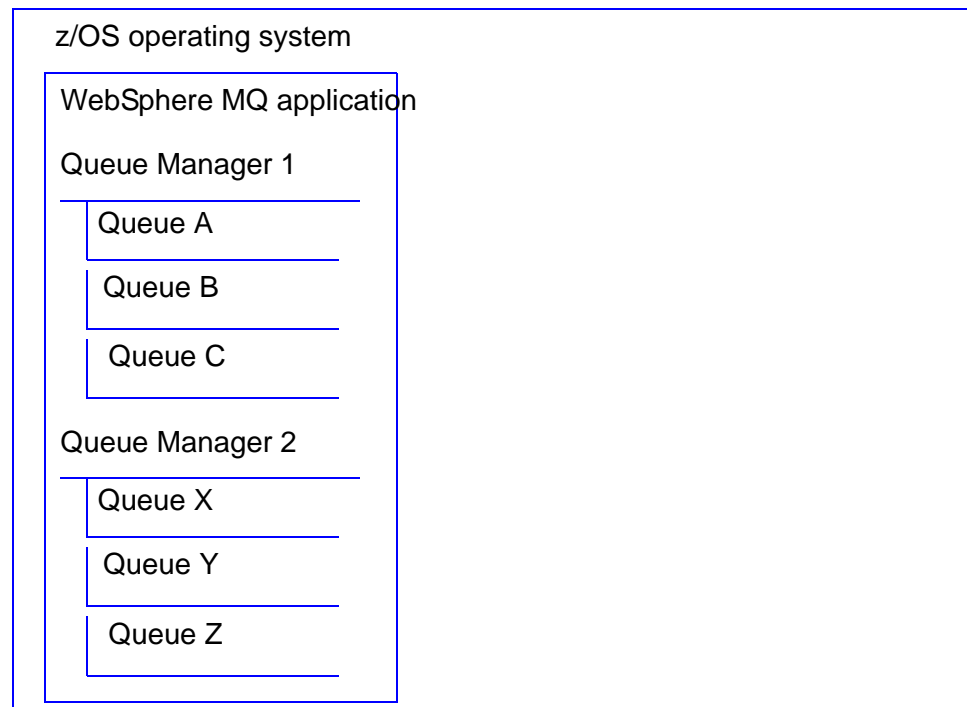 z/OS operating system
WebSphere MQ application
Queue Manager 1
Queue A
Queue B
Queue C
Queue Manager 2
Queue X
Queue Y
Queue Z